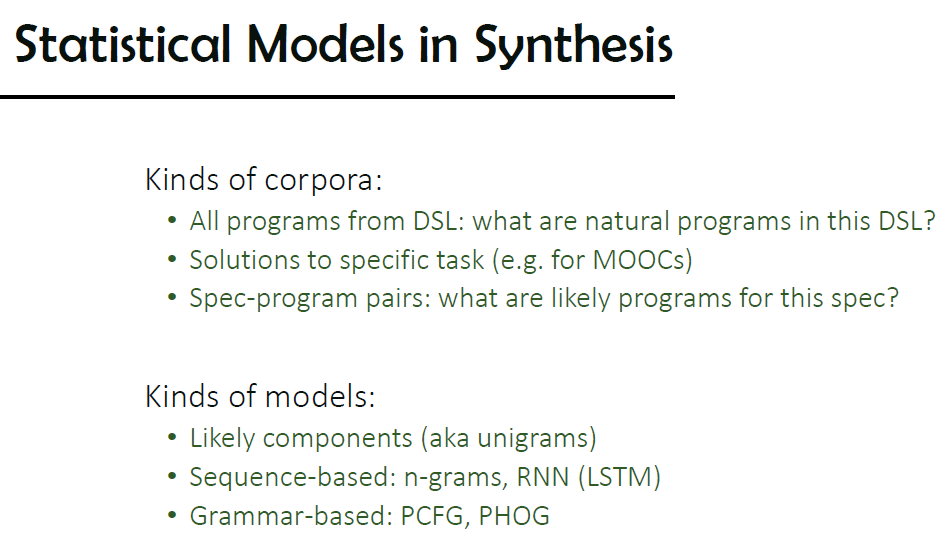 Statistical Models in Synthesis
Kinds of corpora:
• All programs from DSL: what are natural programs in this DSL?
• Solutions to specific task (e.g. for MOOCs)
• Spec-program pairs: what are likely programs for this spec?
Kinds of models:
• Likely components (aka unigrams)
• Sequence-based: n-grams, RNN (LSTM)
• Grammar-based: PCFG, PHOG